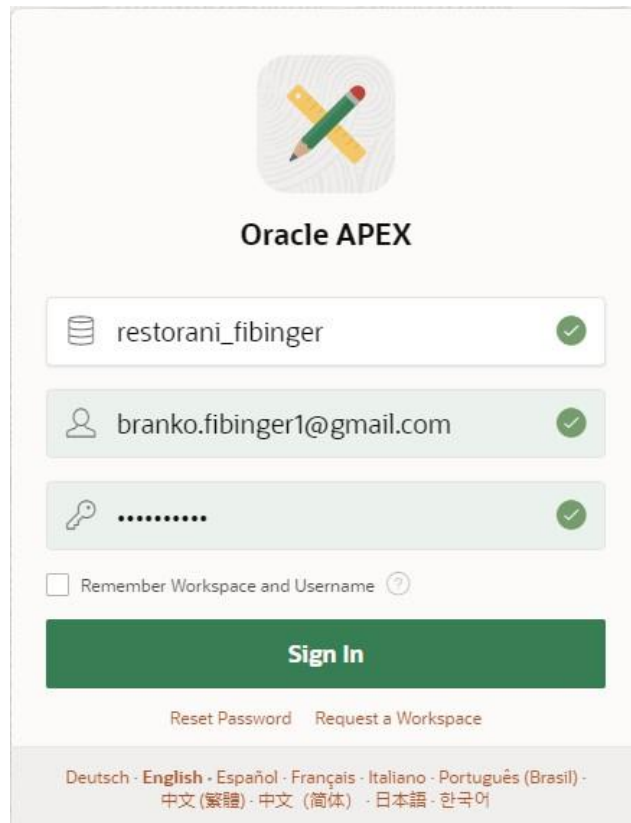 Oracle APEX
restorani_fibinger
branko.fibinger1@gmail.com
••••••••••
Remember Workspace and Username ?
Sign In
Reset Password Request a Workspace
Deutsch · English · Español · Français · Italiano · Português (Brasil) ·
中文 (繁體) · 中文 （简体） · 日本語 · 한국어